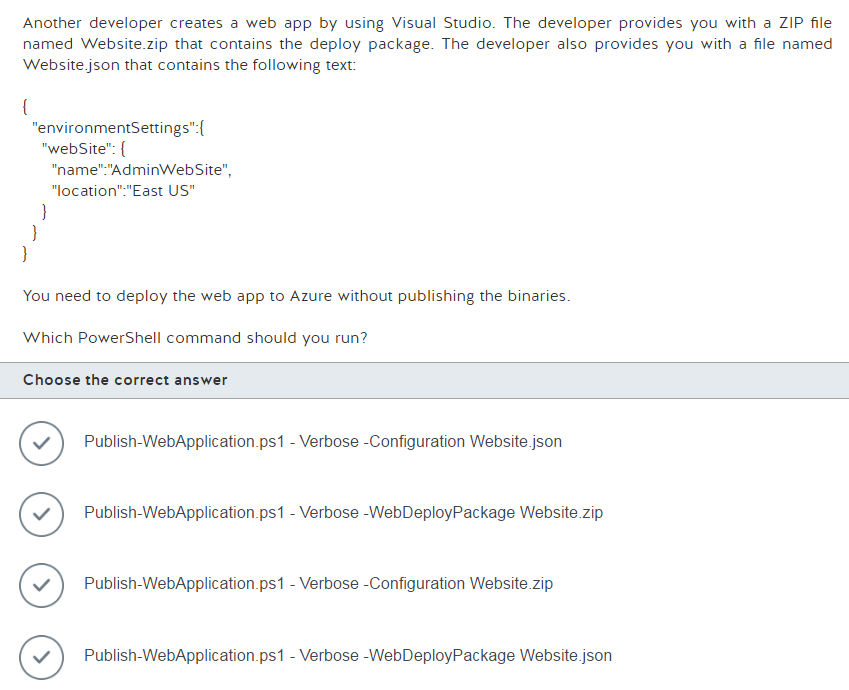 Another developer creates a web app by using Visual Studio. The developer provides you with a ZIP file
named Website.zip that contains the deploy package. The developer also provides you with a file named
Website.json that contains the following text:
{
"environmentSettings":{
"webSite": {
"name":"AdminWebSite",
"location":"East US"
}
}
}
You need to deploy the web app to Azure without publishing the binaries.
Which PowerShell command should you run?
Choose the correct answer
Publish-WebApplication.ps1 - Verbose -Configuration Website.json
Publish-WebApplication.ps1 - Verbose -WebDeployPackage Website.zip
Publish-WebApplication.ps1 - Verbose -Configuration Website.zip
Publish-WebApplication.ps1 - Verbose -WebDeployPackage Website.json